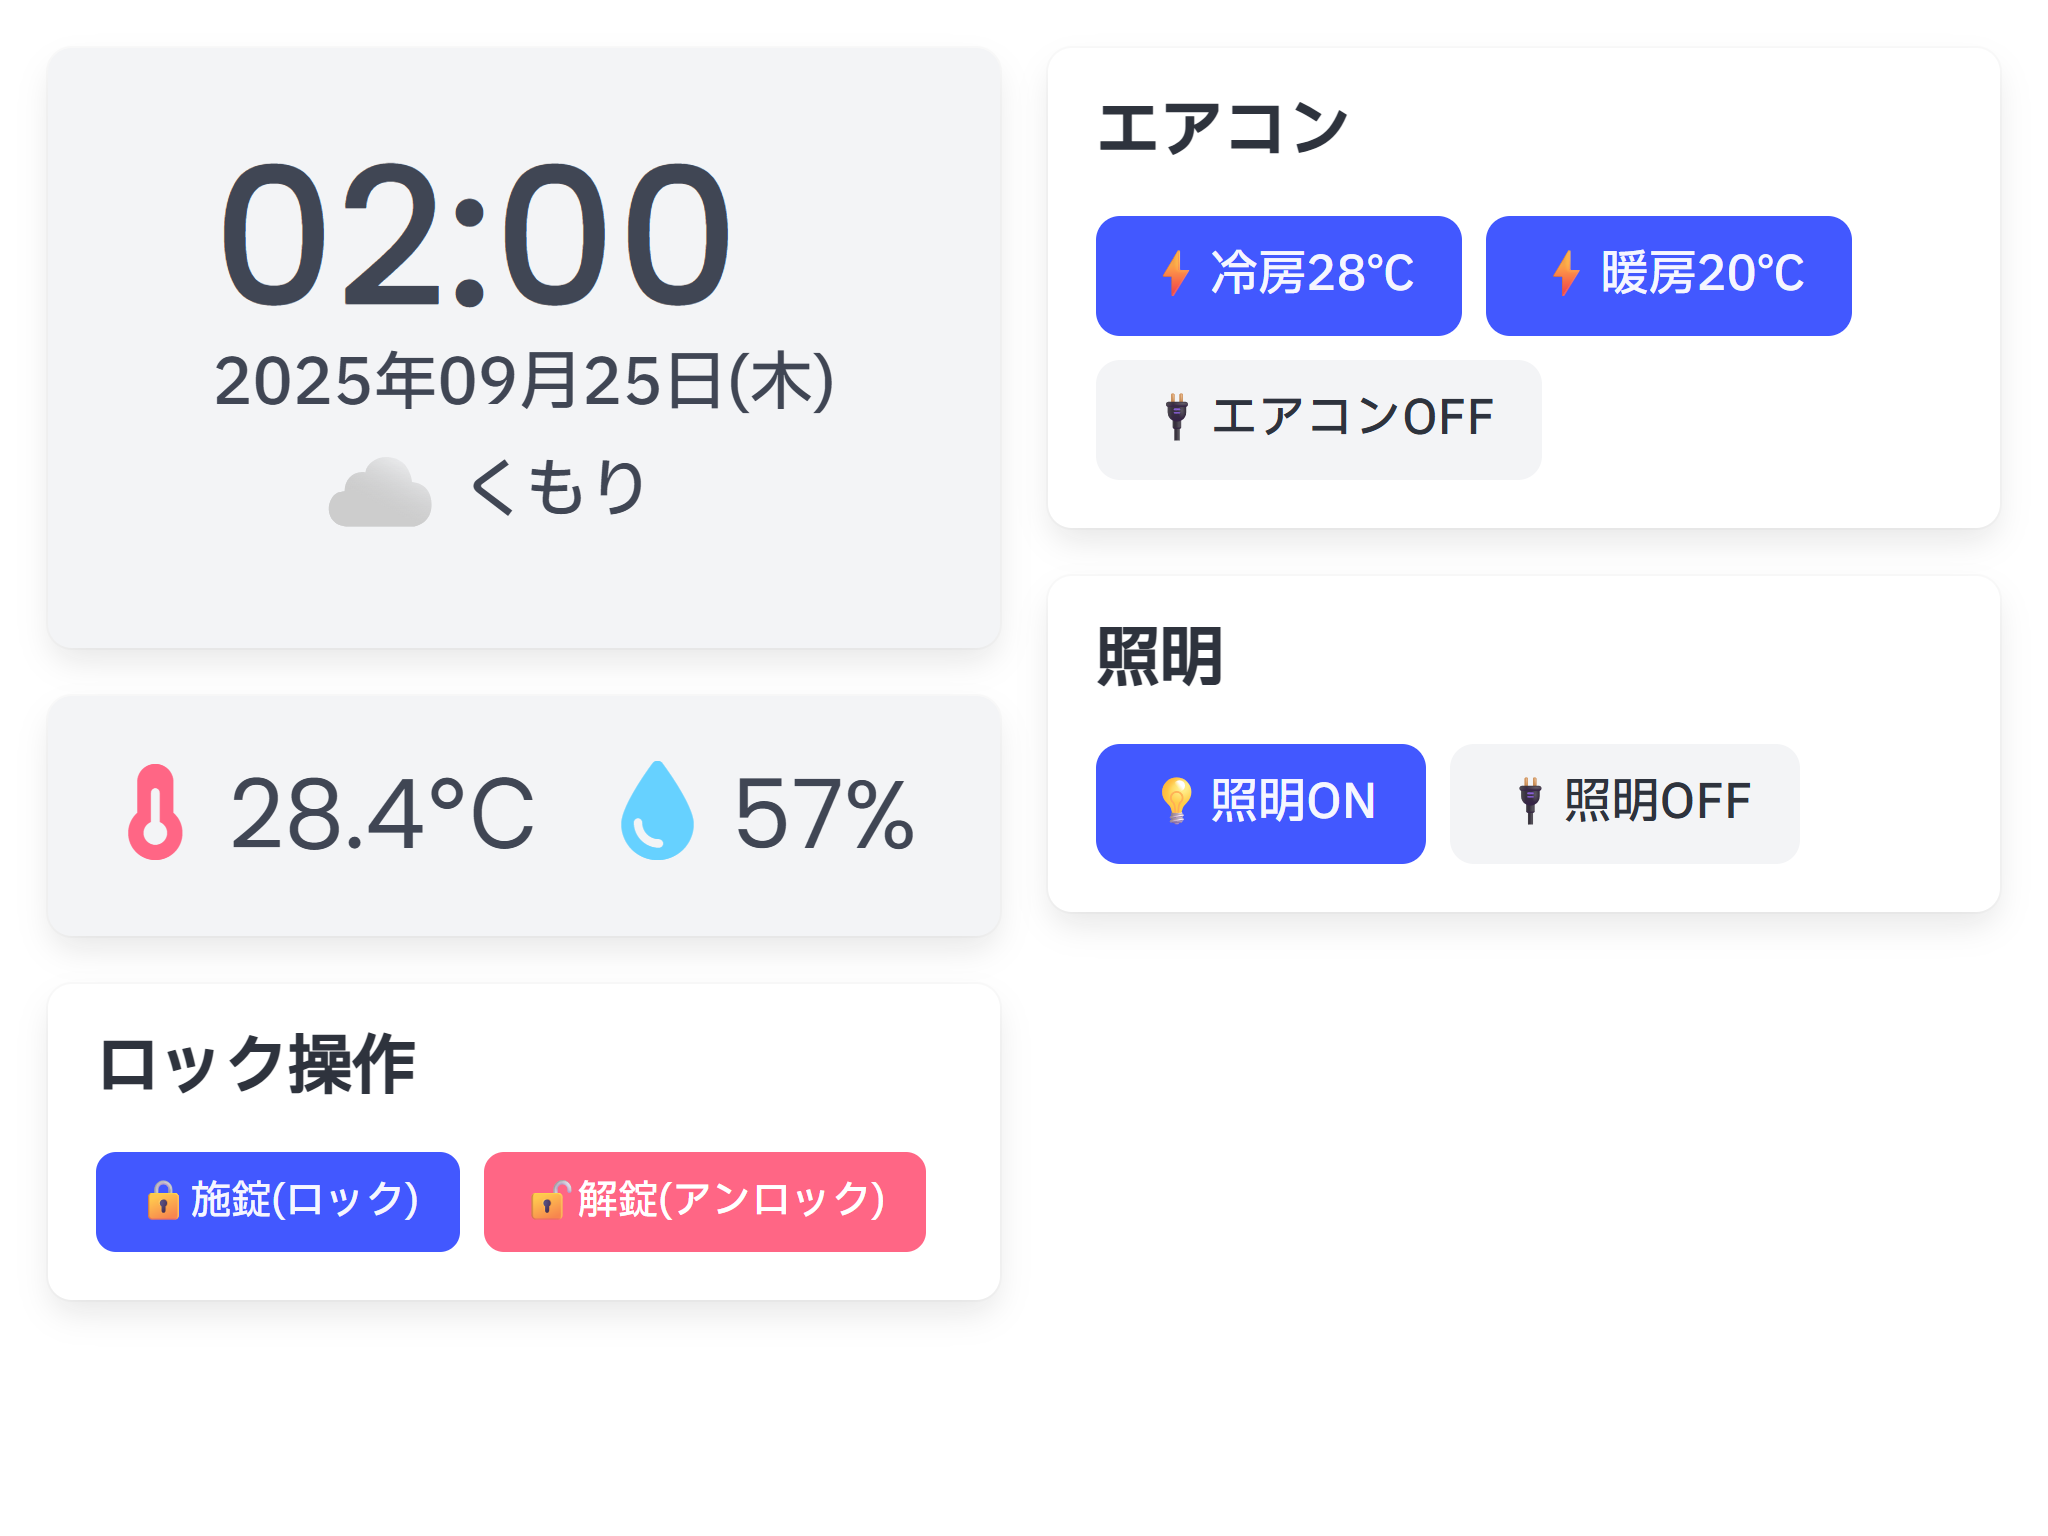 02:00
2025年09月25日(木)
くもり
28.4°C 57%
ロック操作
施錠(ロック) 解錠(アンロック)
エアコン
冷房28℃ 暖房20℃
エアコンOFF
照明
照明ON 照明OFF